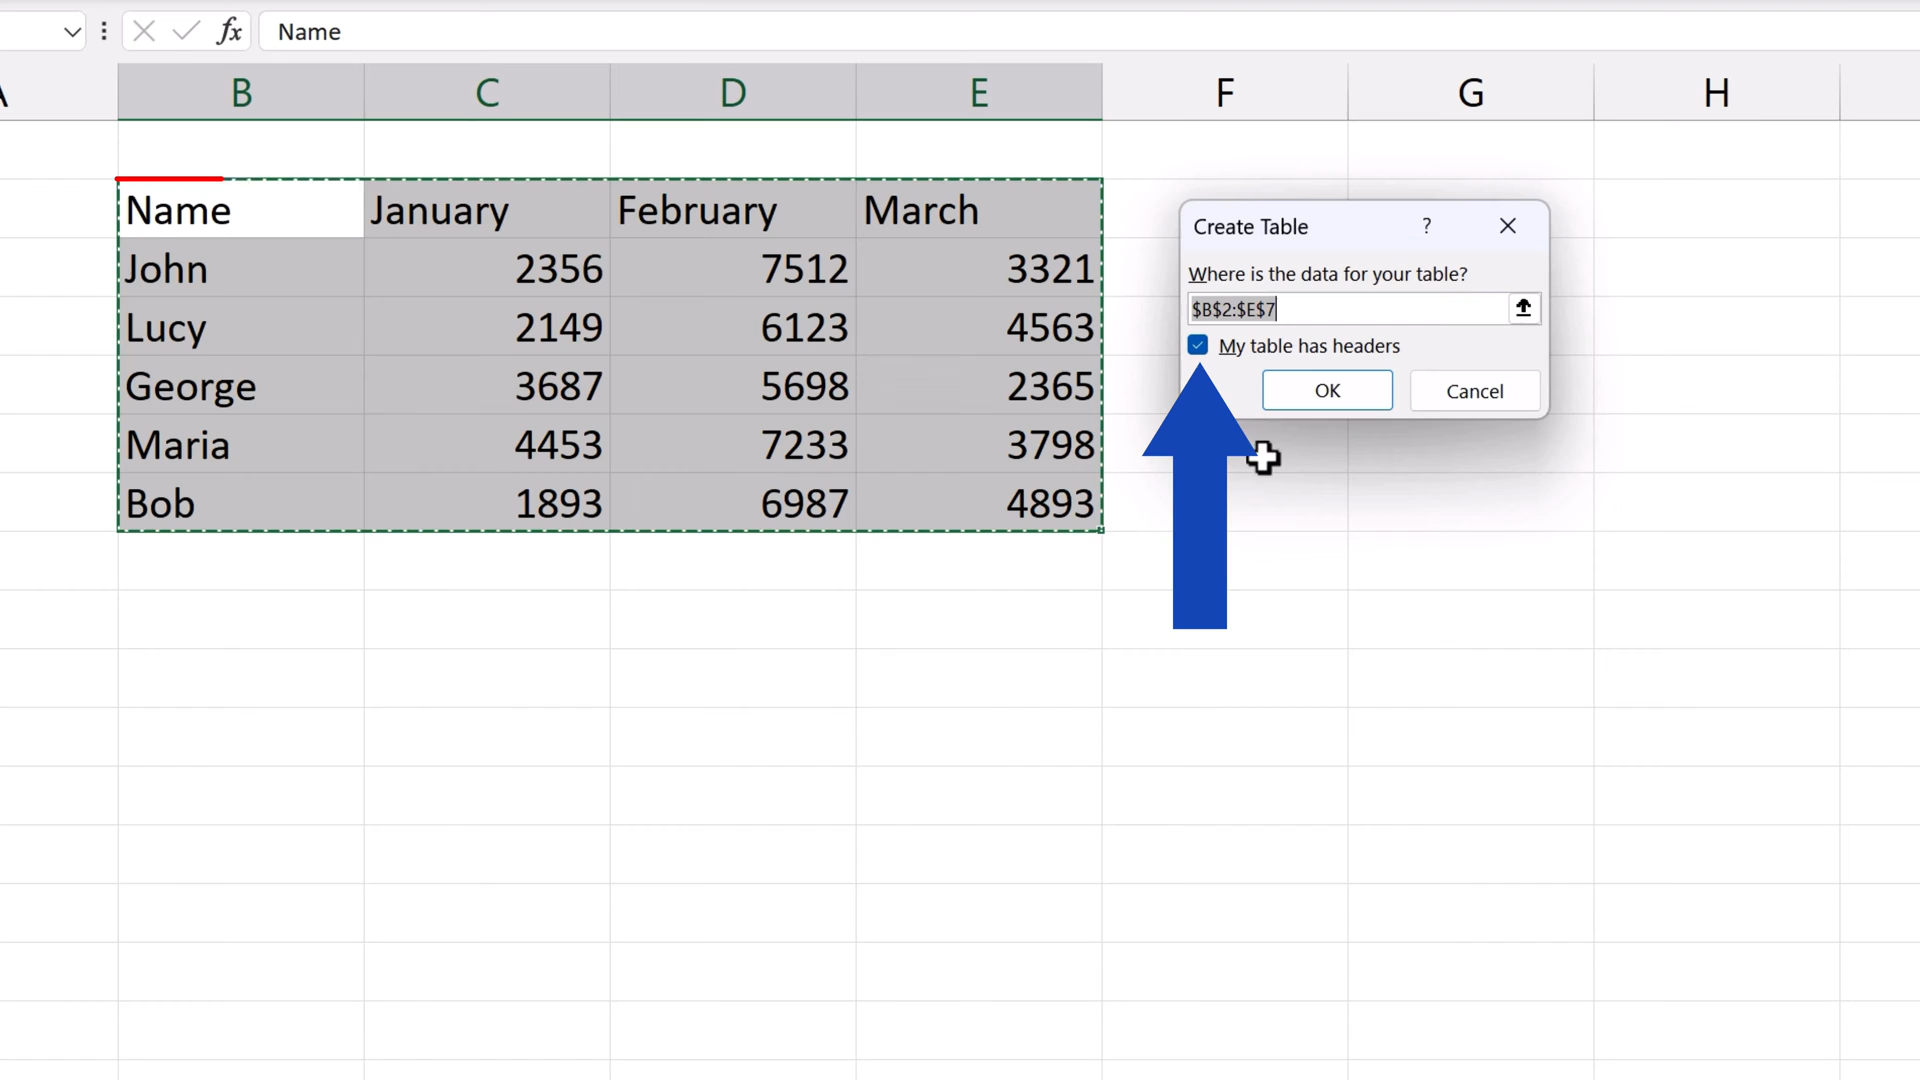 fx Name
A B C D E F G H
Name January February March
John 2356 7512 3321
Lucy 2149 6123 4563
George 3687 5698 2365
Maria 4453 7233 3798
Bob 1893 6987 4893
Create Table ?
Where is the data for your table?
$B$2:$E$7
My table has headers
OK Cancel